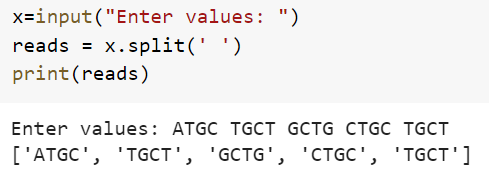 x=input("Enter values: ")
reads = x.split(' ')
print(reads)
Enter values: ATGC TGCT GCTG CTGC TGCT
['ATGC', 'TGCT', 'GCTG', 'CTGC', 'TGCT']